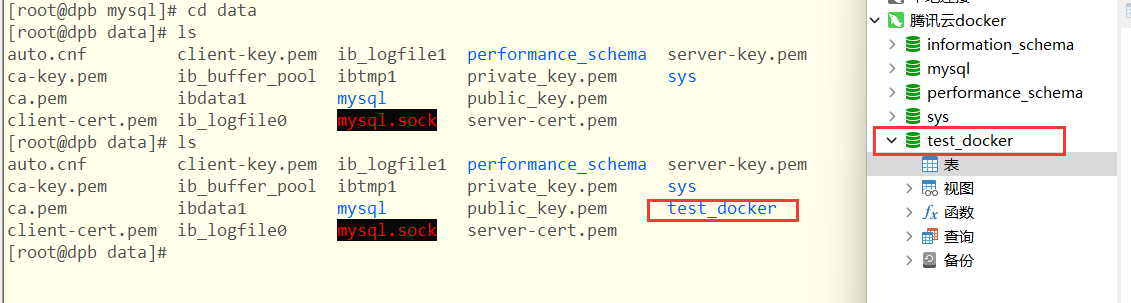 [root@dpb mysql]# cd data
[root@dpb data]# ls
auto.cnf client-key.pem ib_logfile1 performance_schema server-key.pem
ca-key.pem ib_buffer_pool ibtmp1 private_key.pem sys
ca.pem ibdata1 mysql public_key.pem
client-cert.pem ib_logfile0 mysql.sock server-cert.pem
[root@dpb data]# ls
auto.cnf client-key.pem ib_logfile1 performance_schema server-key.pem
ca-key.pem ib_buffer_pool ibtmp1 private_key.pem sys
ca.pem ibdata1 mysql public_key.pem test_docker
client-cert.pem ib_logfile0 mysql.sock server-cert.pem
[root@dpb data]#
腾讯云docker
information_schema
mysql
performance_schema
sys
test_docker
表
视图
fx 函数
查询
备份